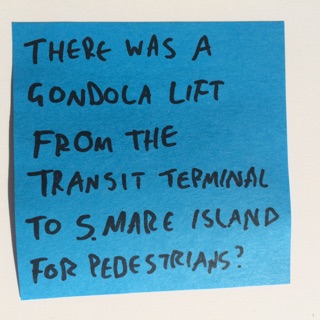 THERE WAS A
GONDOLA LIFT
FROM THE
TRANSIT TERMINAL
TO S. MARE ISLAND
FOR PEDESTRIANS?